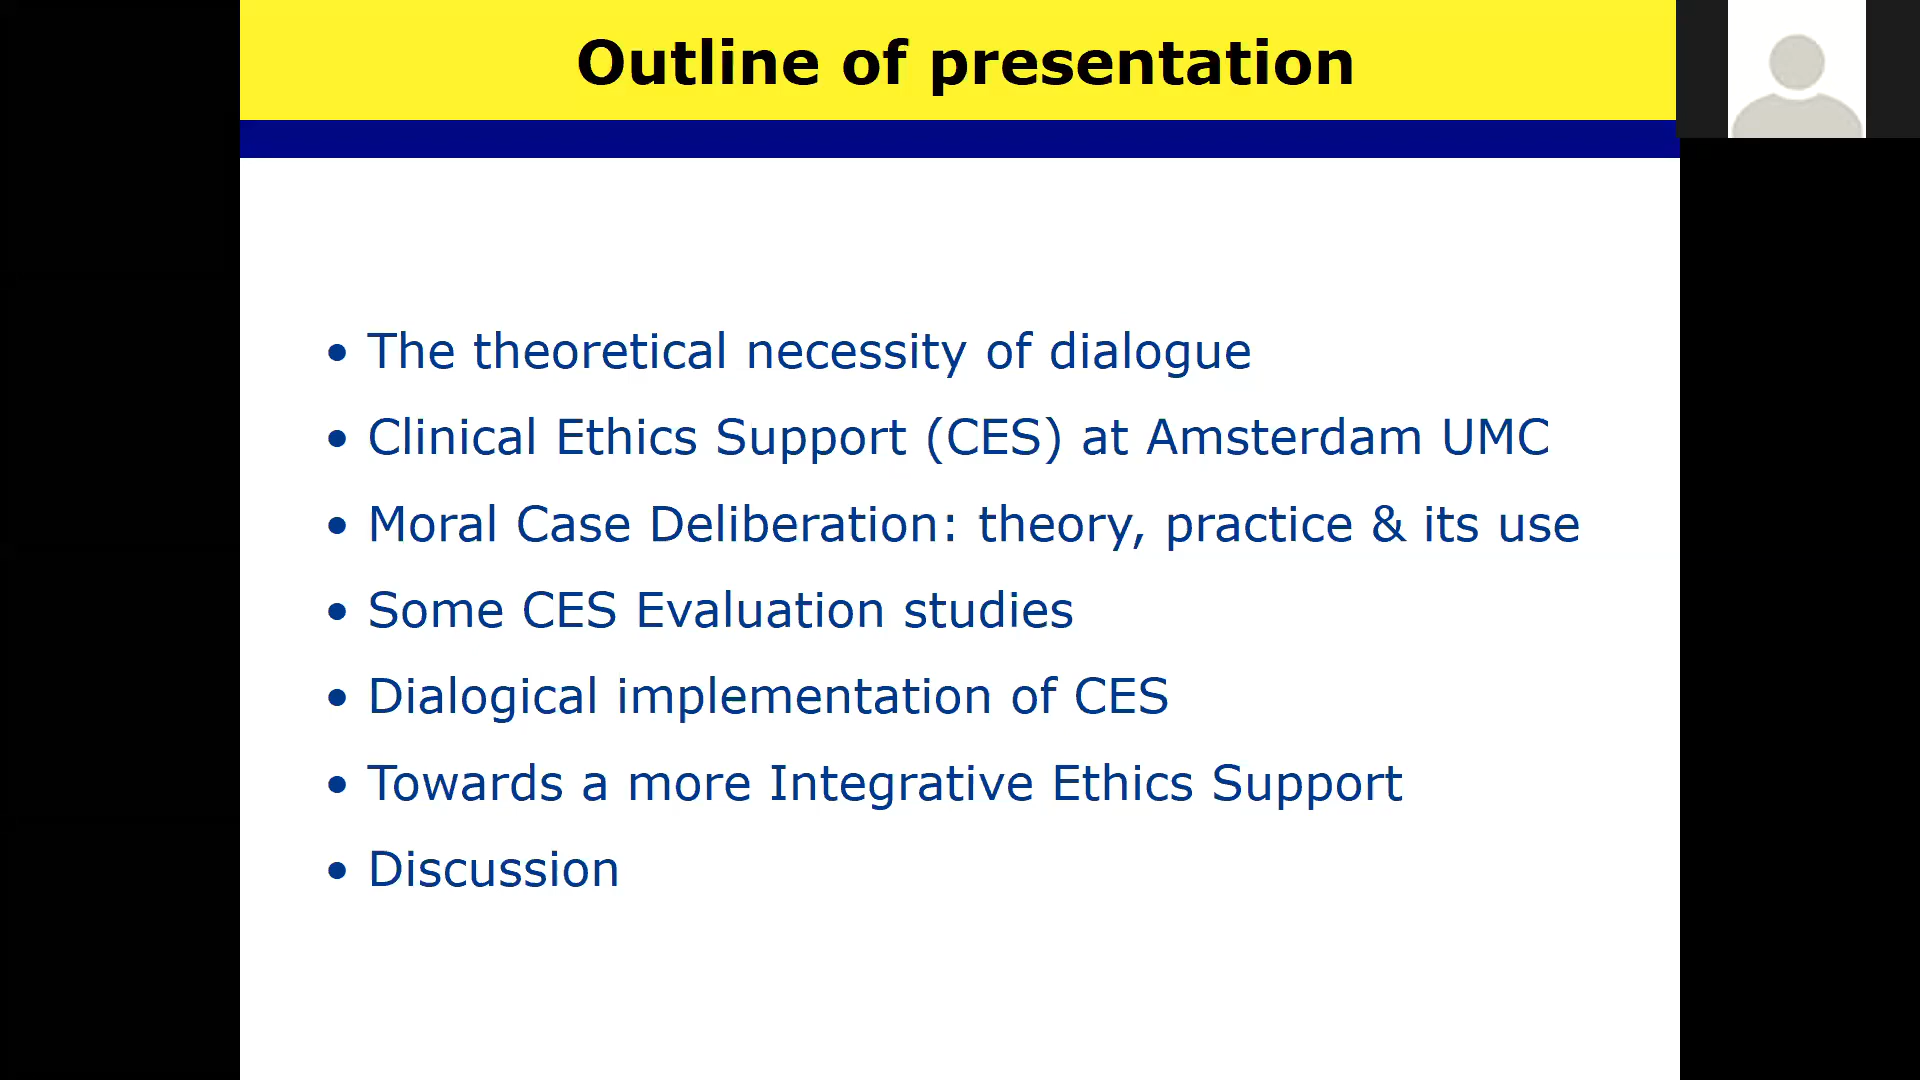 Outline of presentation
• The theoretical necessity of dialogue
• Clinical Ethics Support (CES) at Amsterdam UMC
• Moral Case Deliberation: theory, practice & its use
• Some CES Evaluation studies
• Dialogical implementation of CES
• Towards a more Integrative Ethics Support
• Discussion